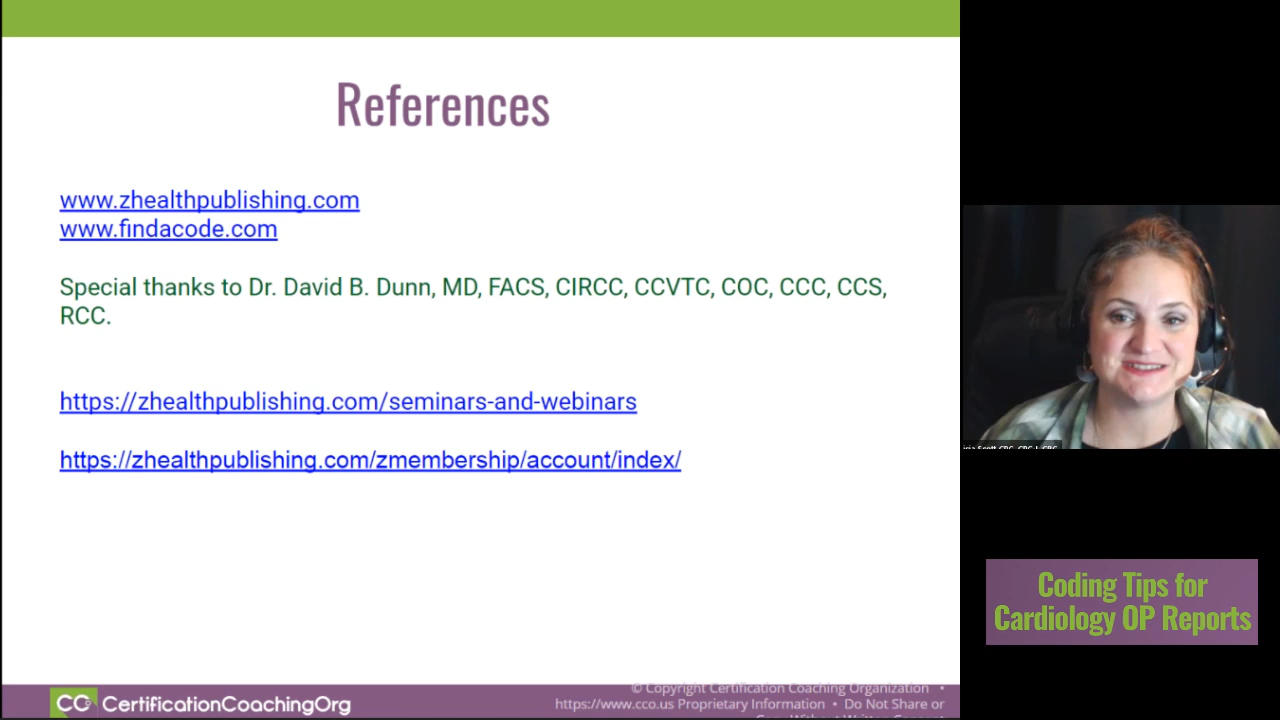 References
www.zhealthpublishing.com
www.findacode.com
Special thanks to Dr. David B. Dunn, MD, FACS, CIRCC, CCVTC, COC, CCC, CCS,
RCC.
https://zhealthpublishing.com/seminars-and-webinars
https://zhealthpublishing.com/zmembership/account/index/
Coding Tips for
Cardiology OP Reports
CC
CertificationCoachingOrg
© Copyright Certification Coaching Organization •
https://www.cco.us Proprietary Information • Do Not Share or